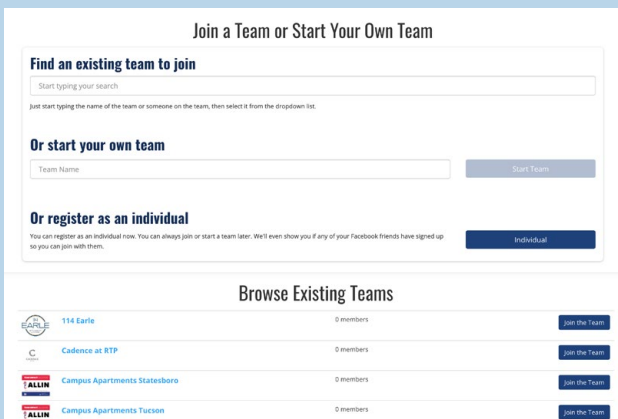 Join a Team or Start Your Own Team
Find an existing team to join
Start typing your search
Just start typing the name of the team or someone on the team, then select it from the dropdown list.
Or start your own team
Team Name
Start Team
Or register as an individual
You can register as an individual now. You can always join or start a team later. We'll even show you if any of your Facebook friends have signed up
so you can join with them.
Individual
Browse Existing Teams
EARLE
114 Earle
0 members
Join the Team
C
Cadence at RTP
0 members
Join the Team
ALLIN
Campus Apartments Statesboro
0 members
Join the Team
ALLIN
Campus Apartments Tucson
0 members
Join the Team